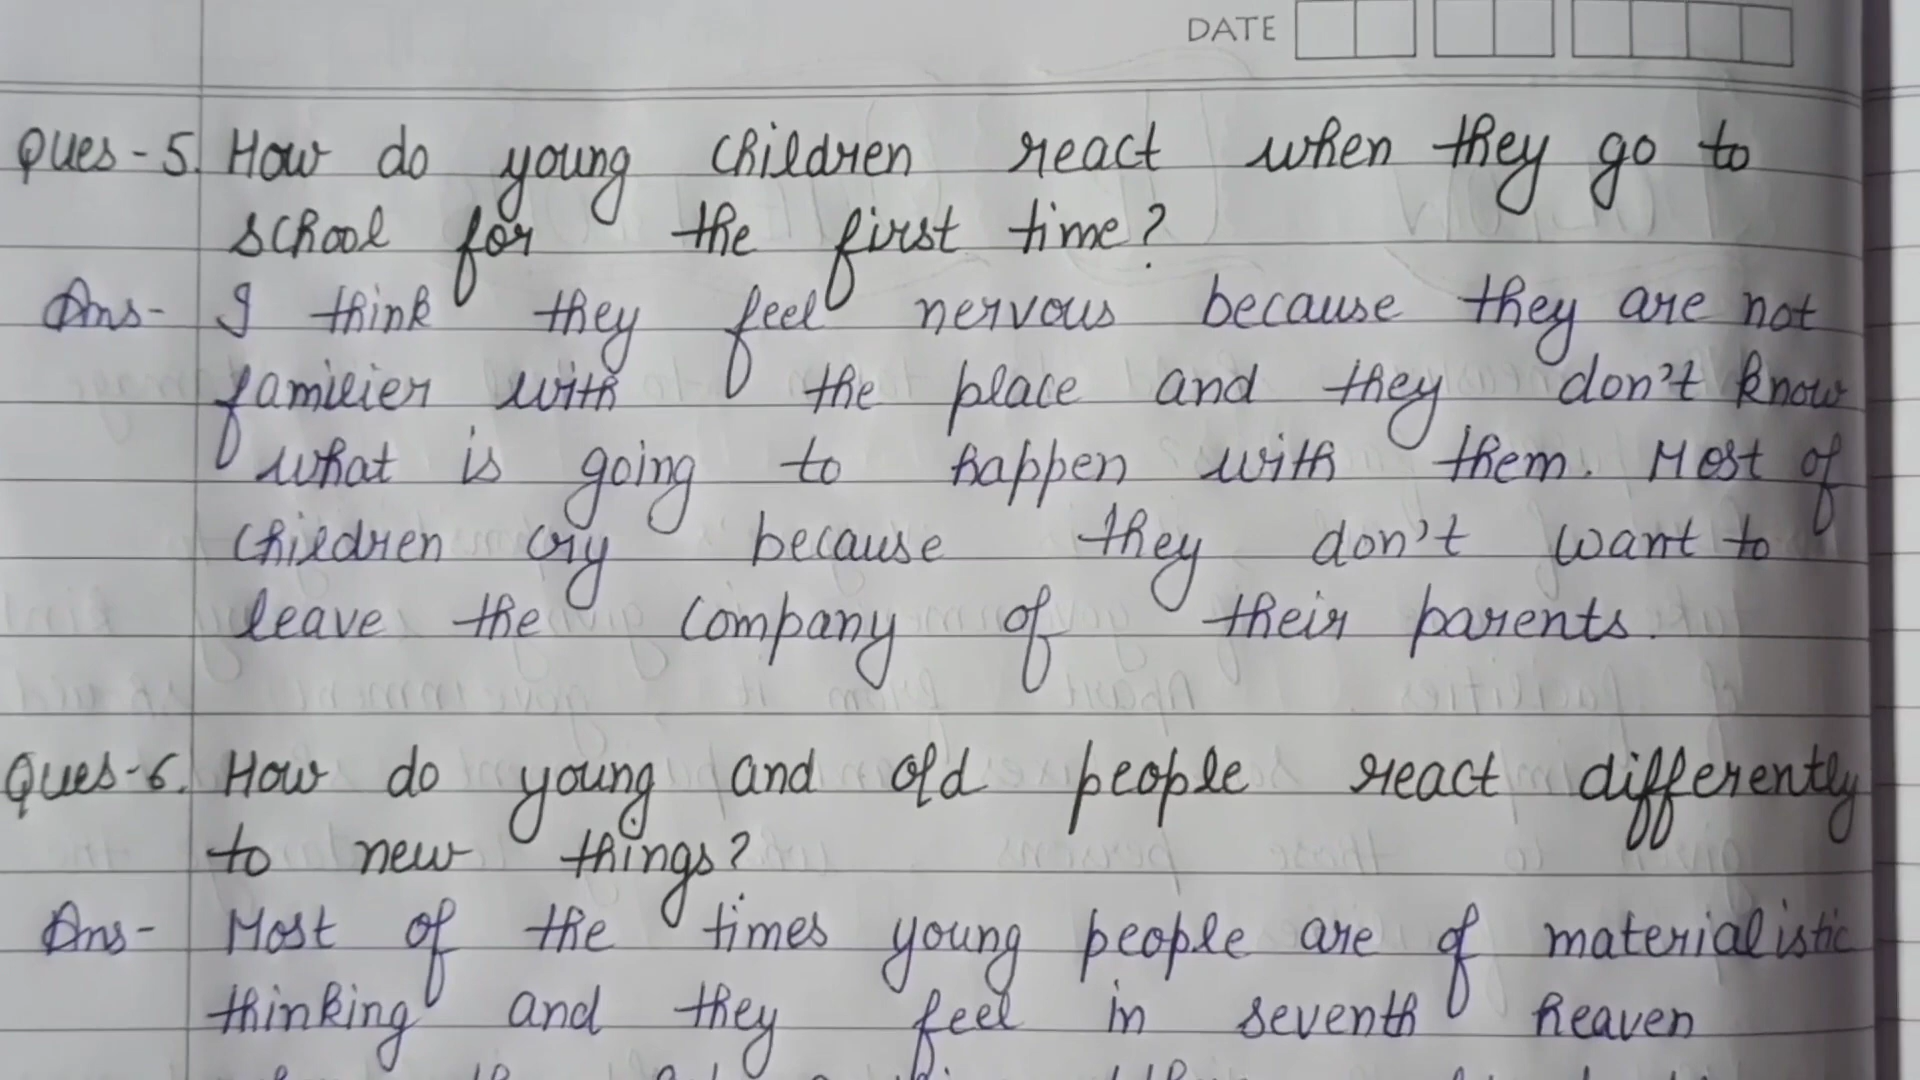 DATE
Ques-5. How do young children react when they go to
school for the first time?
Ans- I think they feel nervous because they are not
familier with the place and they don't know
what is going to happen with them. Most of
children cry because they don't want to
leave the company of their parents.
Ques-6. How do young and old people react differently
to new things?
Ans- Most of the times young people are of materialistic
thinking and they feel in seventh heaven